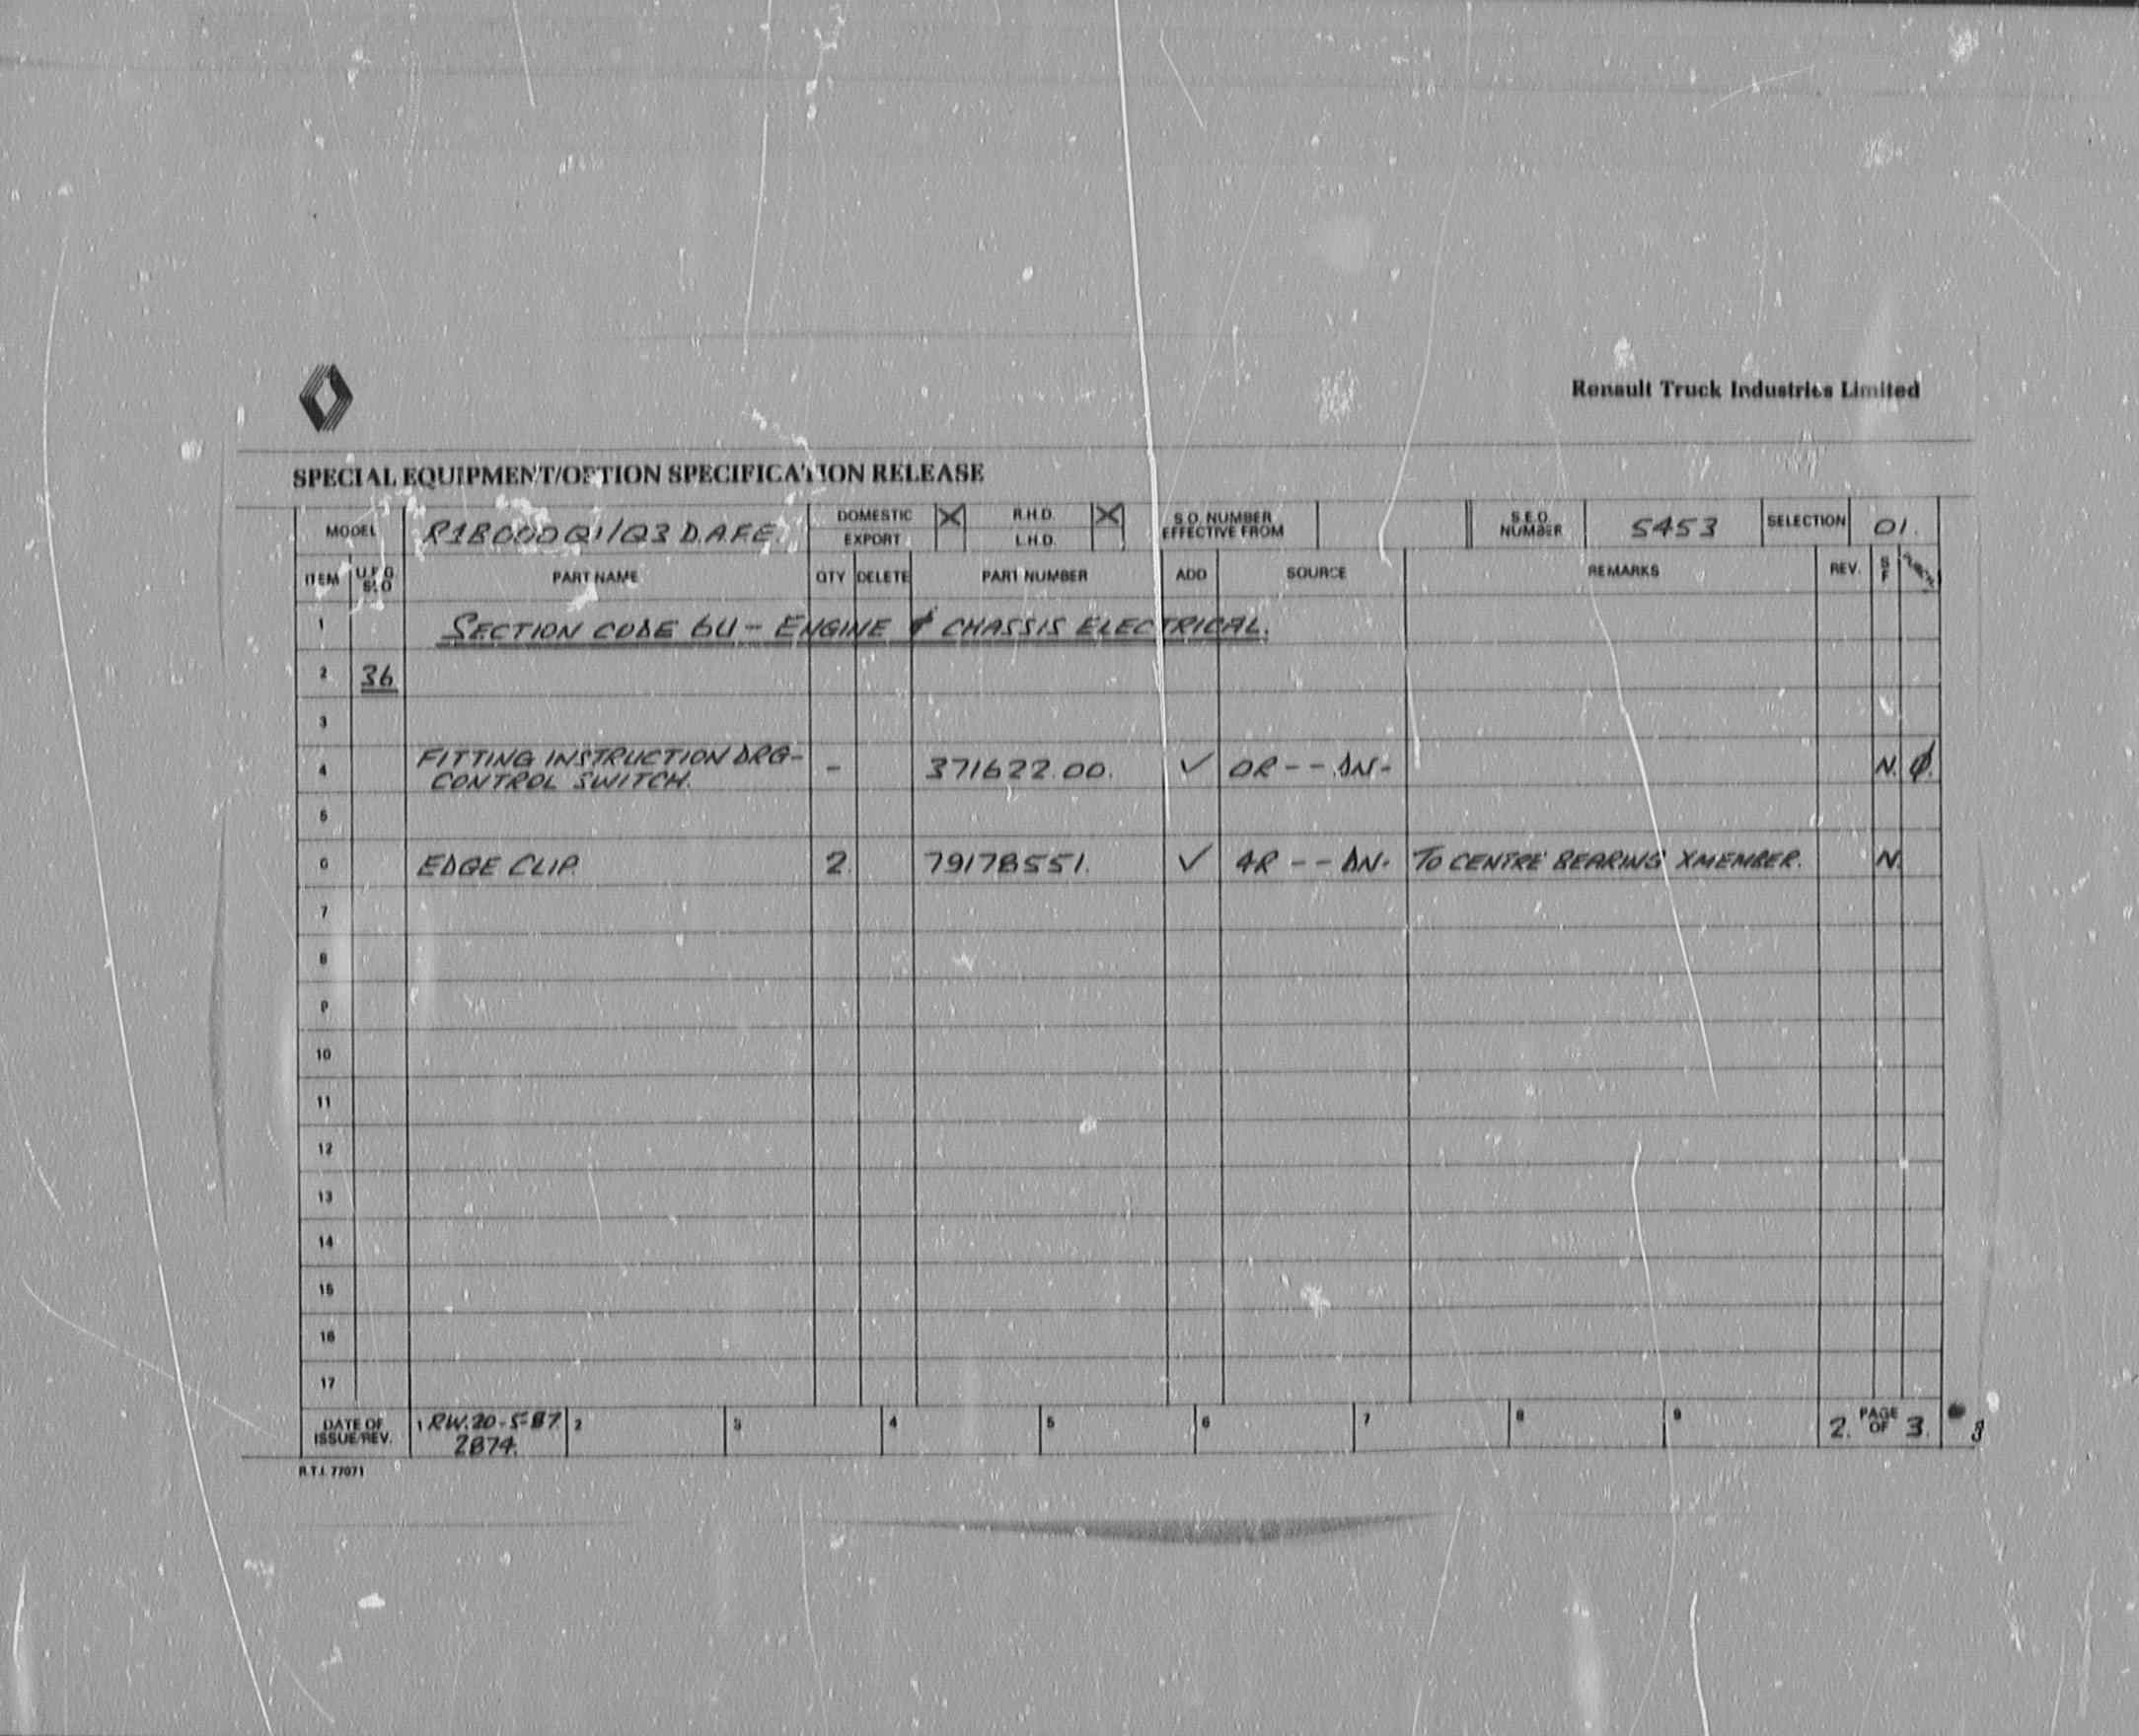 Renault Truck Industries Limited
SPECIAL EQUIPMENT/OPTION SPECIFICATION RELEASE
MODEL R18000Q1/Q3 D.A.F.E. DOMESTIC X R.H.D. X S.O. NUMBER EFFECTIVE FROM S.E.O. NUMBER S453 SELECTION 01.
EXPORT L.H.D.
ITEM PART NAME QTY DELETE PART NUMBER ADD SOURCE REMARKS REV. S F
1 SECTION CODE 6U - ENGINE & CHASSIS ELECTRICAL.
2 36
3
4 FITTING INSTRUCTION DRG-
CONTROL SWITCH. - 371622.00. ✓ OR - - DN - N. Ø.
5
6 EDGE CLIP. 2. 79178551. ✓ 4R - - DN - TO CENTRE BEARING XMEMBER. N.
7
8
9
10
11
12
13
14
15
16
17
DATE OF ISSUE/REV. 1 RW. 20-5-87 2 3 4 5 6 7 8 9 2. PAGE OF 3.
2874.
R.T.I. 77071